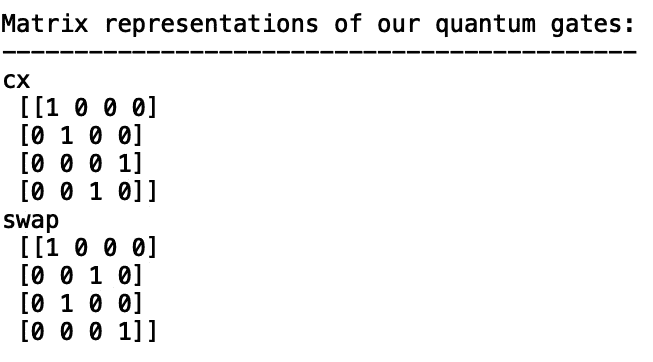 Matrix representations of our quantum gates:
--------------------------------------------
cx
 [[1 0 0 0]
 [0 1 0 0]
 [0 0 0 1]
 [0 0 1 0]]
swap
 [[1 0 0 0]
 [0 0 1 0]
 [0 1 0 0]
 [0 0 0 1]]